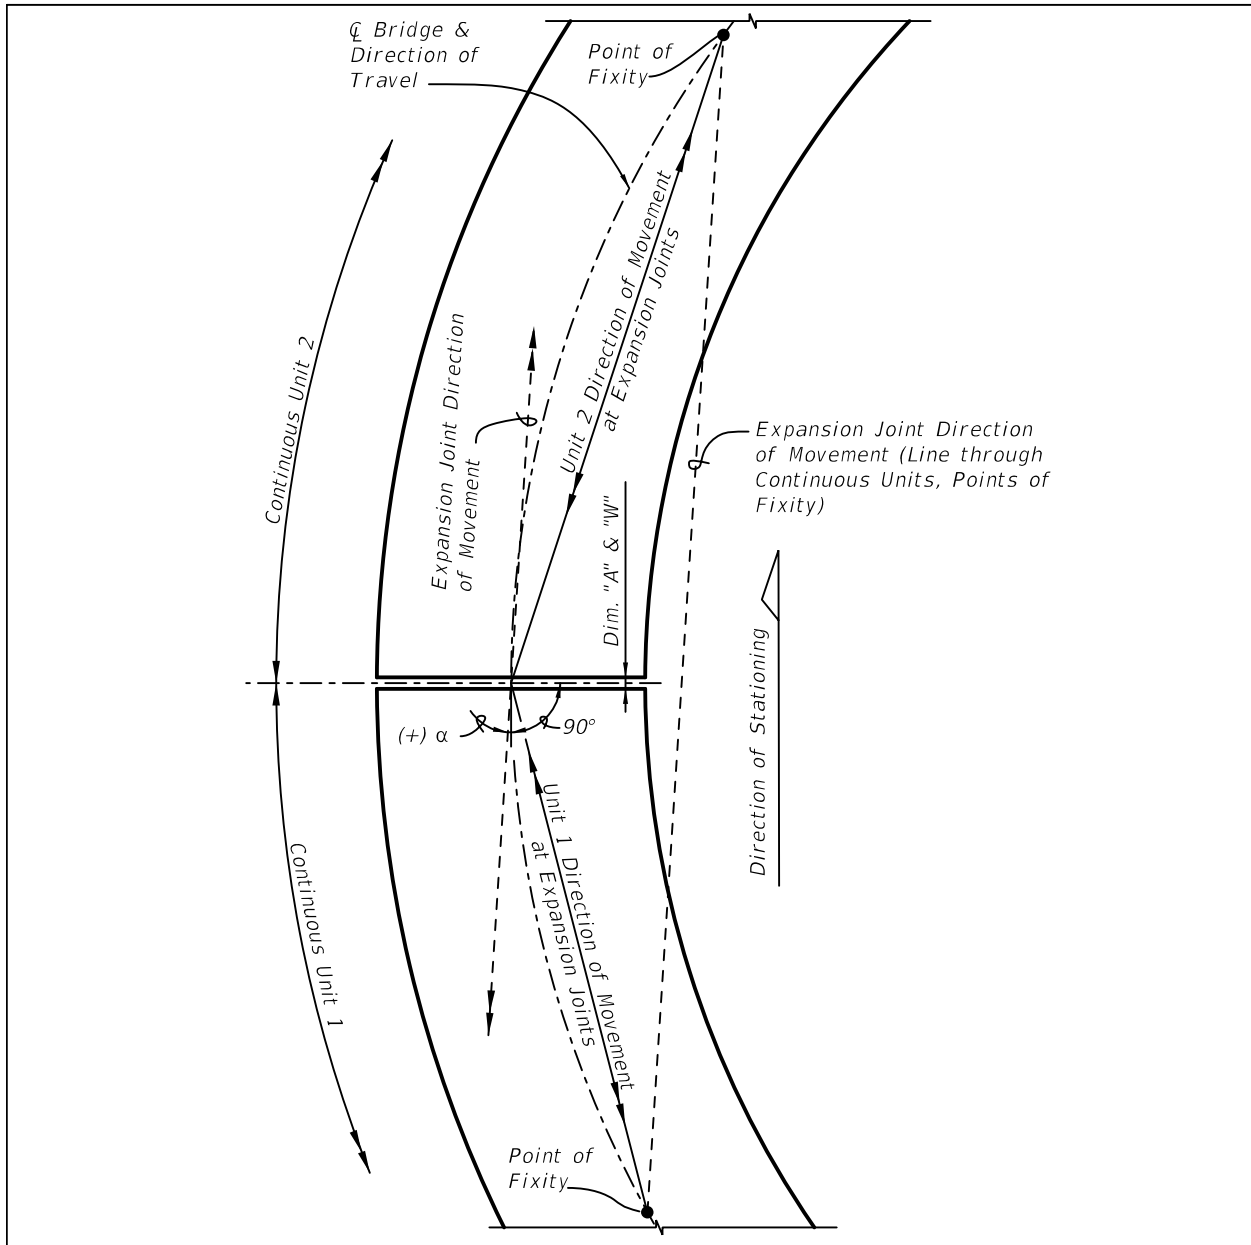 ℄ Bridge &
Direction of
Travel
Point of
Fixity
Continuous Unit 2
Expansion Joint Direction
of Movement
Unit 2 Direction of Movement
at Expansion Joints
Expansion Joint Direction
of Movement (Line through
Continuous Units, Points of
Fixity)
Dim. "A" & "W"
Direction of Stationing
(+) α
90°
Unit 1 Direction of Movement
at Expansion Joints
Continuous Unit 1
Point of
Fixity